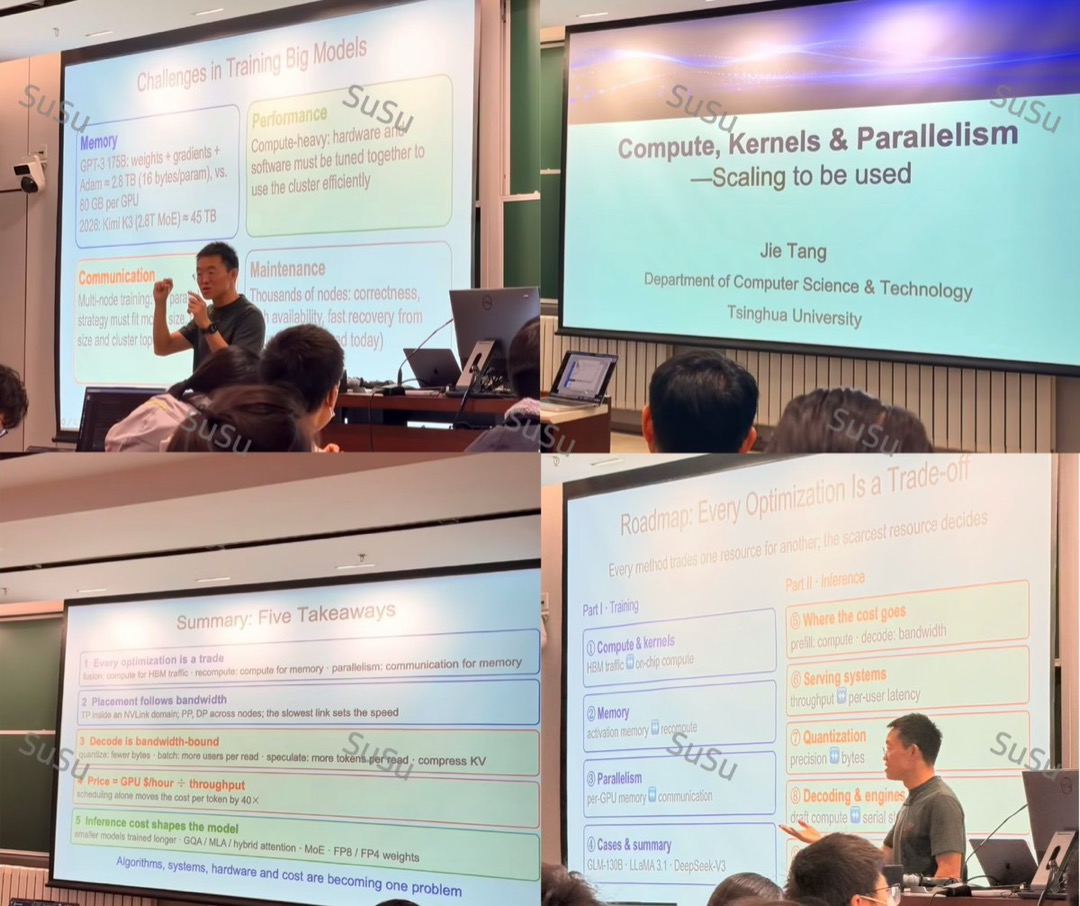 Challenges in Training Big Models
Memory
GPT-3 175B: weights + gradients +
Adam ≈ 2.8 TB (16 bytes/param), vs.
80 GB per GPU
2026: Kimi K3 (2.8T MoE) ≈ 45 TB
Performance
Compute-heavy: hardware and
software must be tuned together to
use the cluster efficiently
Communication
Multi-node training:
strategy must fit
size and cluster
Maintenance
Thousands of nodes: correctness,
availability, fast recovery from
today)
Compute, Kernels & Parallelism
—Scaling to be used
Jie Tang
Department of Computer Science & Technology
Tsinghua University
Summary: Five Takeaways
1 Every optimization is a trade
fusion: compute for HBM traffic · recompute: compute for memory · parallelism: communication for memory
2 Placement follows bandwidth
TP inside an NVLink domain; PP, DP across nodes; the slowest link sets the speed
3 Decode is bandwidth-bound
quantize: fewer bytes · batch: more users per read · speculate: more tokens per read · compress KV
4 Price = GPU $/hour ÷ throughput
scheduling alone moves the cost per token by 40×
5 Inference cost shapes the model
smaller models trained longer · GQA / MLA / hybrid attention · MoE · FP8 / FP4 weights
Algorithms, systems, hardware and cost are becoming one problem
Roadmap: Every Optimization Is a Trade-off
Every method trades one resource for another; the scarcest resource decides
Part I · Training
① Compute & kernels
HBM traffic ↔ on-chip compute
② Memory
activation memory ↔ recompute
③ Parallelism
per-GPU memory ↔ communication
④ Cases & summary
GLM-130B · LLaMA 3.1 · DeepSeek-V3
Part II · Inference
⑤ Where the cost goes
prefill: compute · decode: bandwidth
⑥ Serving systems
throughput ↔ per-user latency
⑦ Quantization
precision ↔ bytes
⑧ Decoding & engines
draft compute ↔ serial
SuSu
SuSu
SuSu
SuSu
SuSu
SuSu
SuSu
SuSu
SuSu
SuSu